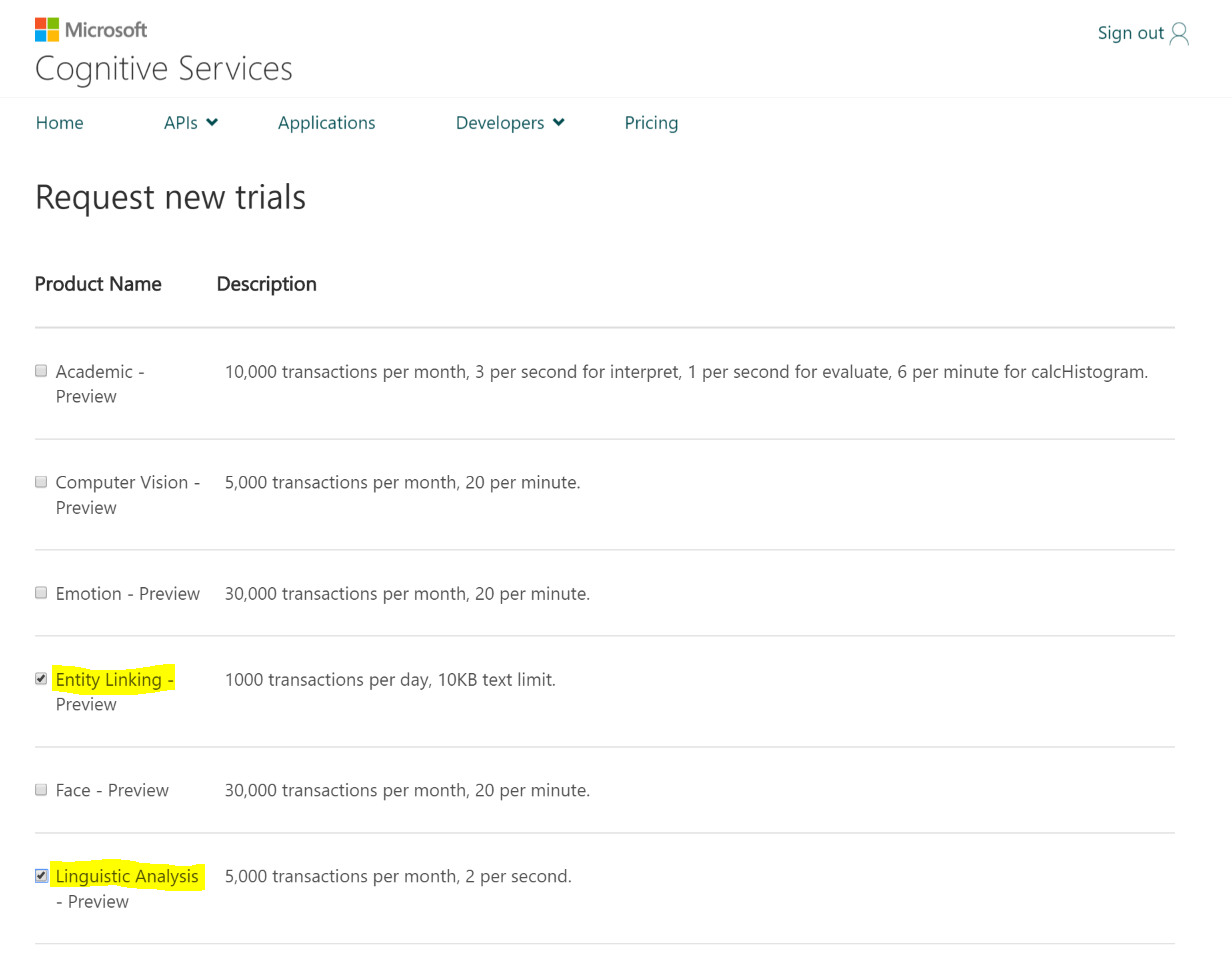 Microsoft
Sign out
Cognitive Services
Home APIs Applications Developers Pricing
Request new trials
Product Name Description
Academic - 10,000 transactions per month, 3 per second for interpret, 1 per second for evaluate, 6 per minute for calcHistogram.
Preview
Computer Vision - 5,000 transactions per month, 20 per minute.
Preview
Emotion - Preview 30,000 transactions per month, 20 per minute.
Entity Linking - 1000 transactions per day, 10KB text limit.
Preview
Face - Preview 30,000 transactions per month, 20 per minute.
Linguistic Analysis 5,000 transactions per month, 2 per second.
- Preview